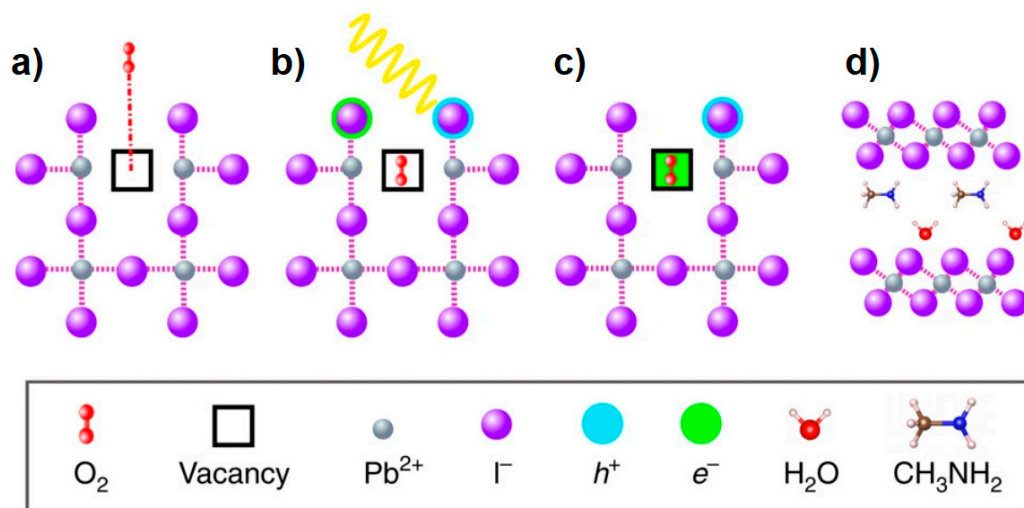 a) b) c) d)
O₂ Vacancy Pb²⁺ I⁻ h⁺ e⁻ H₂O CH₃NH₂